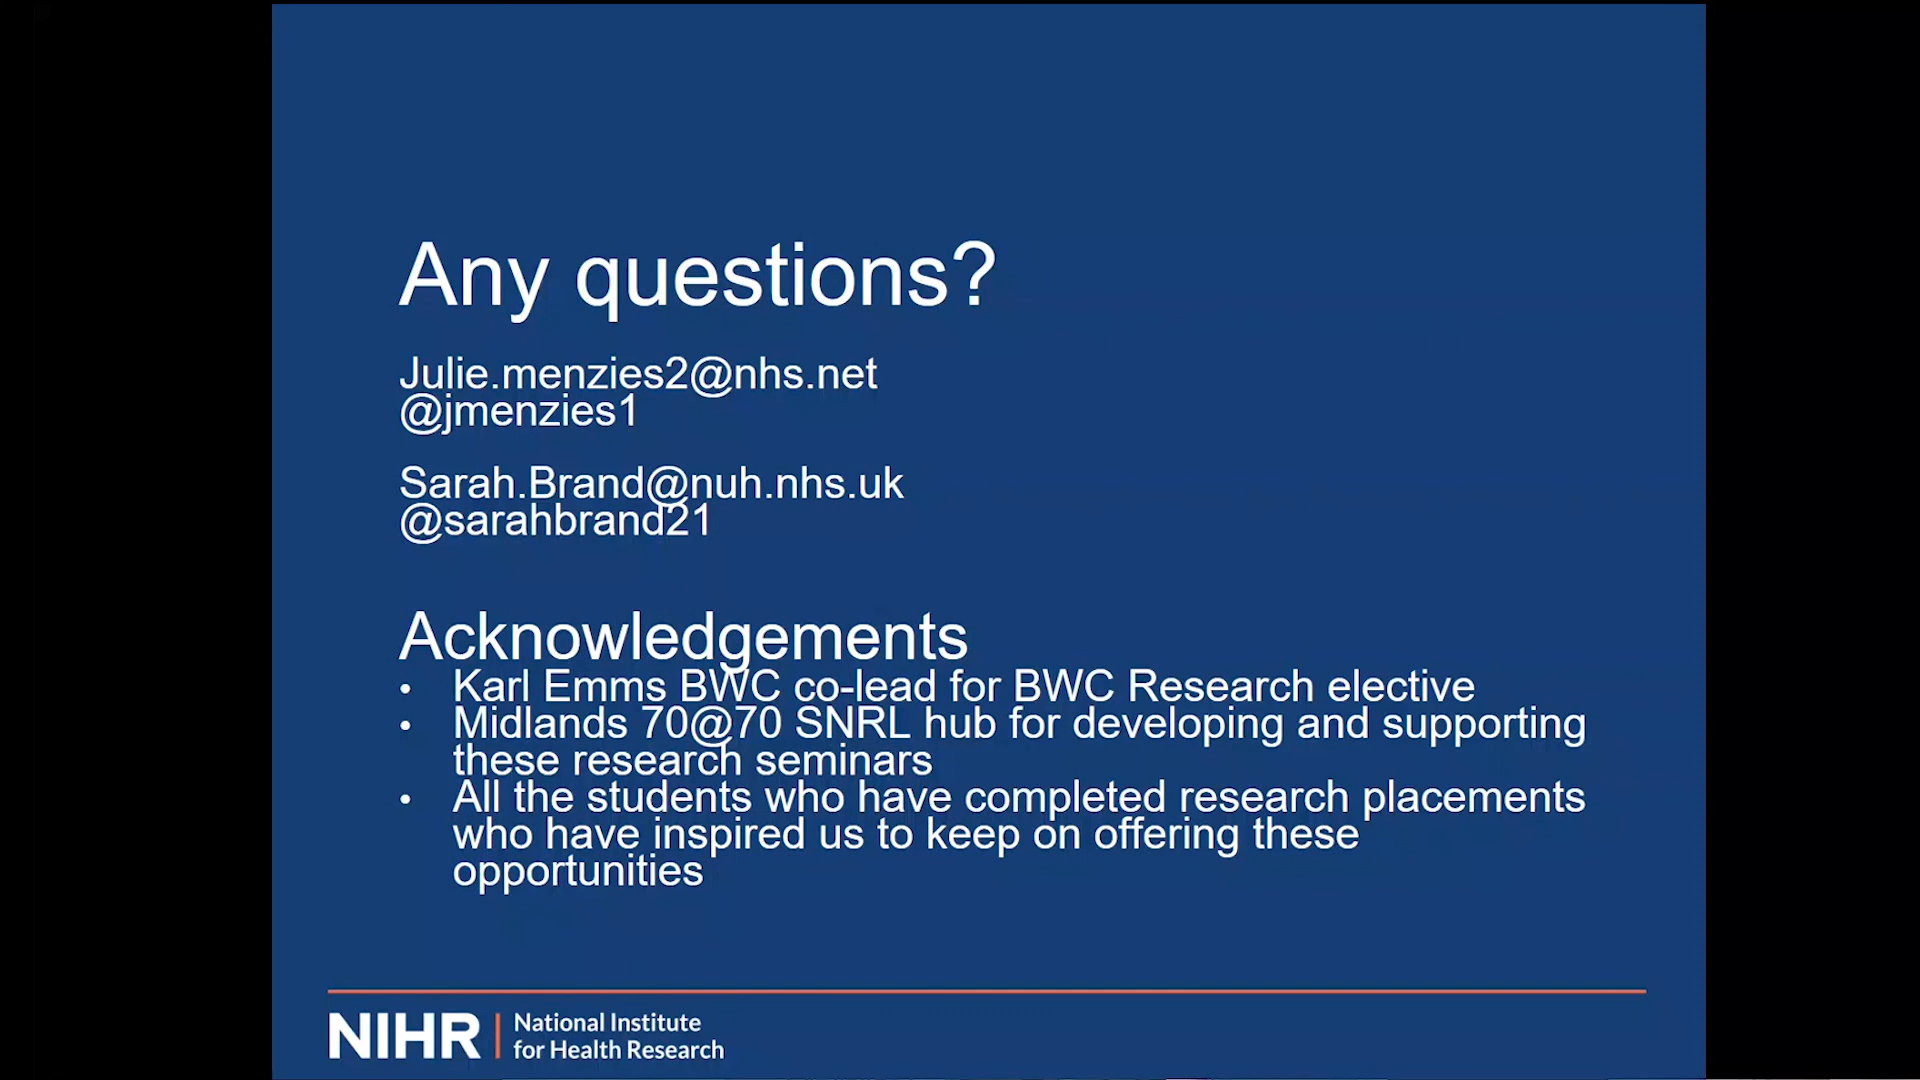 Any questions?
Julie.menzies2@nhs.net
@jmenzies1
Sarah.Brand@nuh.nhs.uk
@sarahbrand21
Acknowledgements
• Karl Emms BWC co-lead for BWC Research elective
• Midlands 70@70 SNRL hub for developing and supporting
these research seminars
• All the students who have completed research placements
who have inspired us to keep on offering these
opportunities
NIHR | National Institute
for Health Research